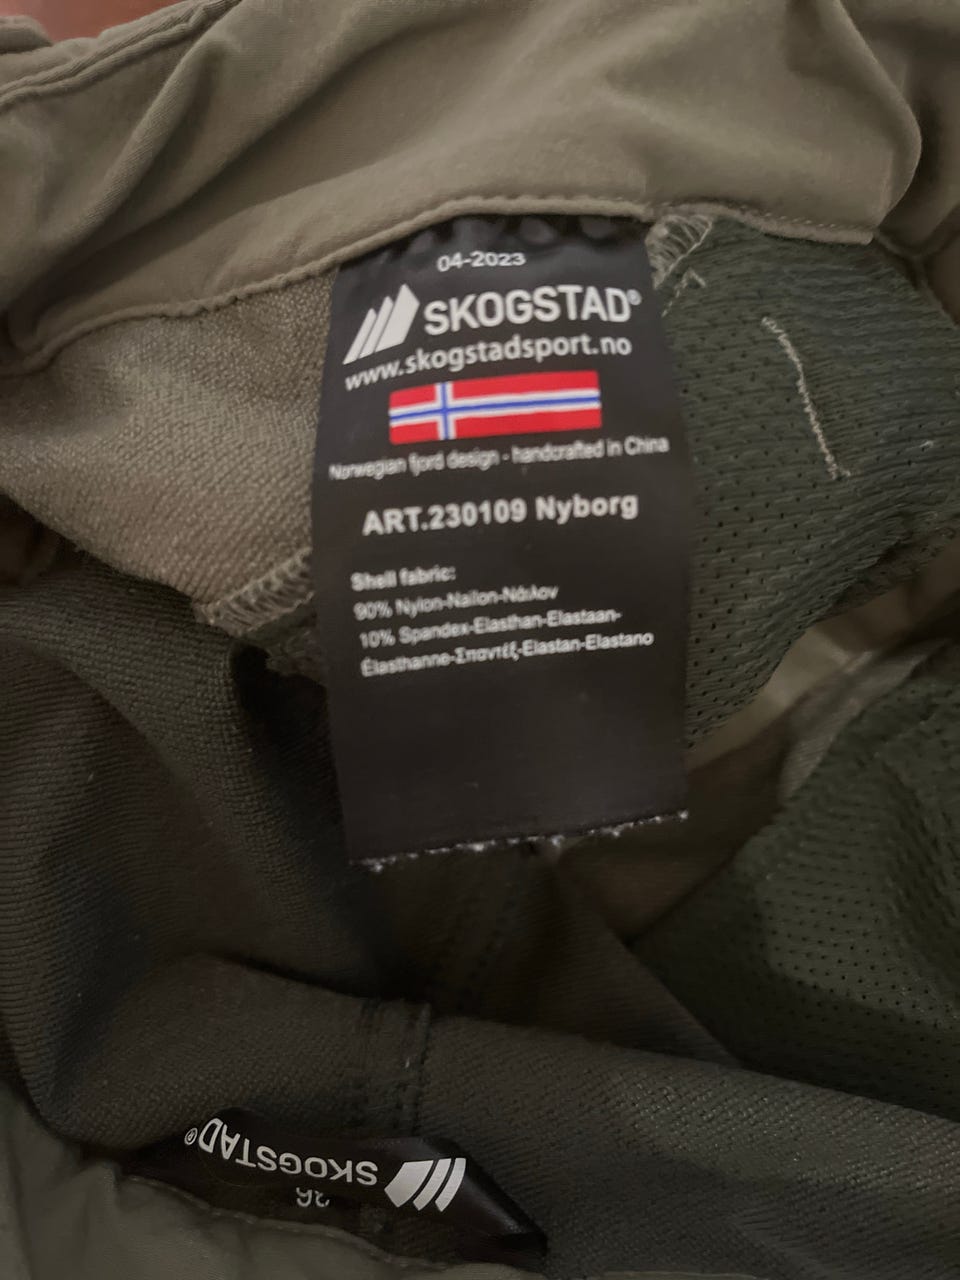 04-2023
SKOGSTAD®
www.skogstadsport.no
Norwegian fjord design - handcrafted in China
ART.230109 Nyborg
Shell fabric:
90% Nylon-Nailon-Νάιλον
10% Spandex-Elasthan-Elastaan-
Élasthanne-Σπαντέξ-Elastan-Elastano
SKOGSTAD®
36